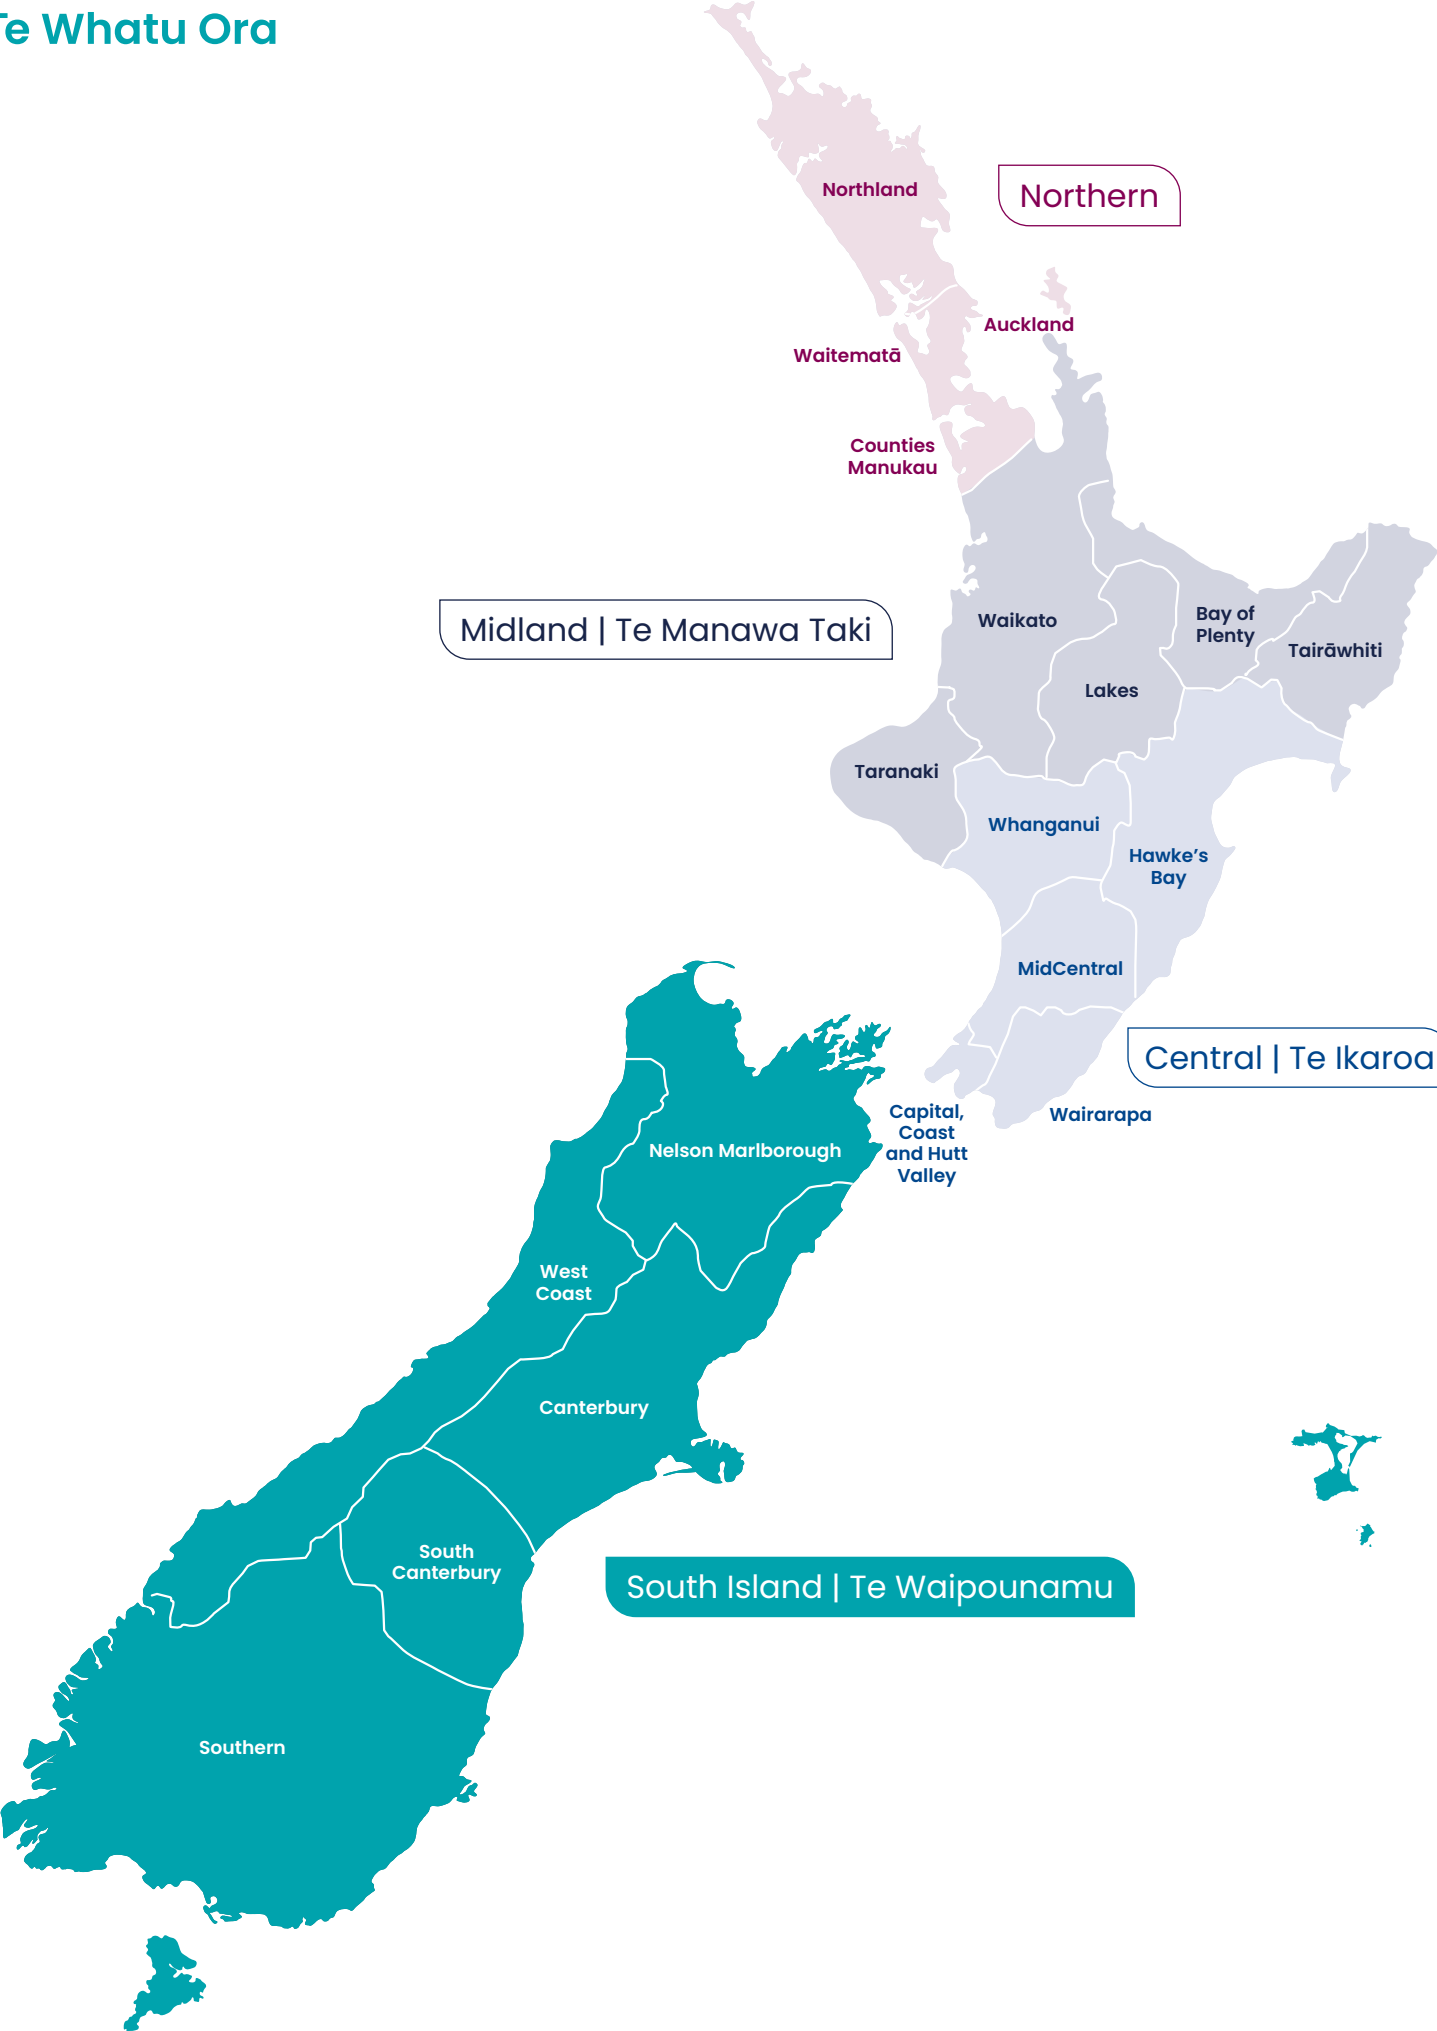 Te Whatu Ora
Northland
Northern
Auckland
Waitematā
Counties
Manukau
Midland | Te Manawa Taki
Waikato
Bay of
Plenty
Tairāwhiti
Lakes
Taranaki
Whanganui
Hawke’s
Bay
MidCentral
Central | Te Ikaroa
Capital,
Coast
and Hutt
Valley
Wairarapa
Nelson Marlborough
West
Coast
Canterbury
South
Canterbury
South Island | Te Waipounamu
Southern